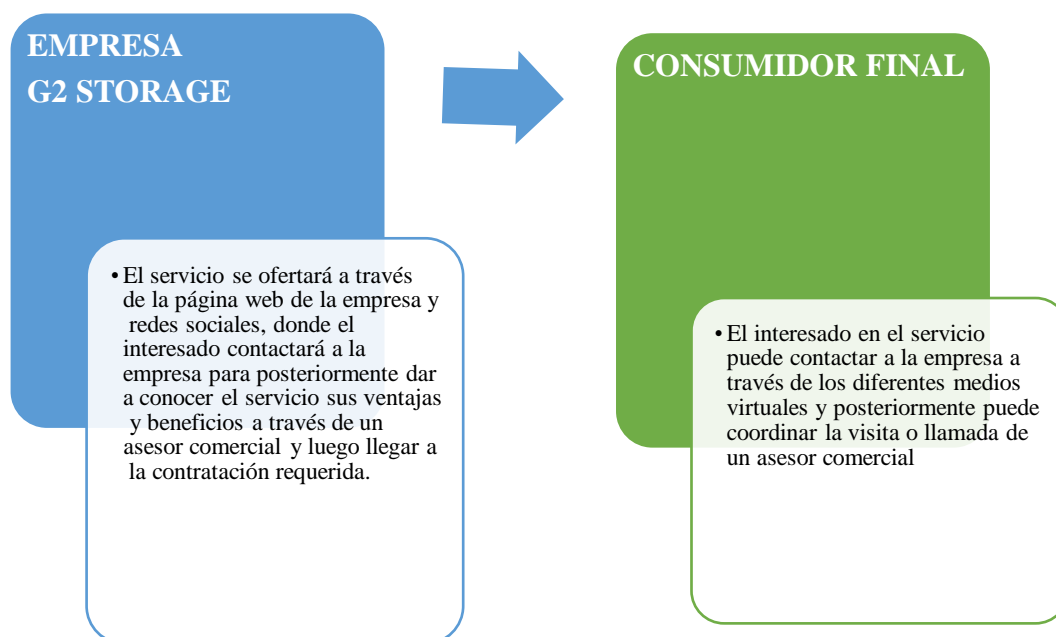 EMPRESA
G2 STORAGE
• El servicio se ofertará a través
de la página web de la empresa y
redes sociales, donde el
interesado contactará a la
empresa para posteriormente dar
a conocer el servicio sus ventajas
y beneficios a través de un
asesor comercial y luego llegar a
la contratación requerida.
CONSUMIDOR FINAL
• El interesado en el servicio
puede contactar a la empresa a
través de los diferentes medios
virtuales y posteriormente puede
coordinar la visita o llamada de
un asesor comercial